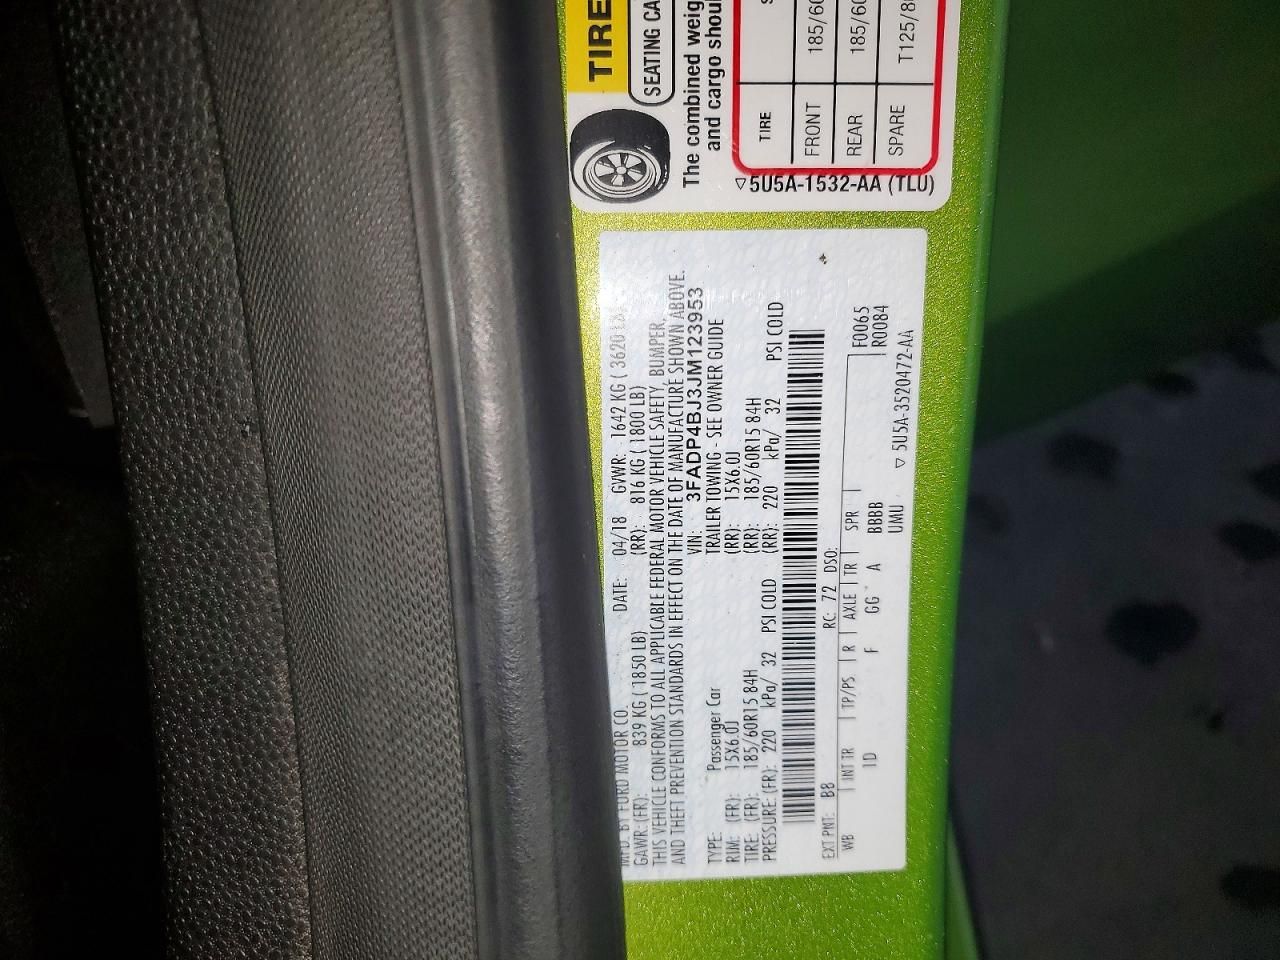 TIRE
SEATING CA
The combined weig
and cargo shou
TIRE S
FRONT 185/60
REAR 185/60
SPARE T125/8
5U5A-1532-AA (TLU)
MFD. BY FORD MOTOR CO. DATE: 04/18 GVWR: 1642 KG ( 3620
GAWR: (FR): 839 KG ( 1850 LB) (RR): 816 KG ( 1800 LB)
THIS VEHICLE CONFORMS TO ALL APPLICABLE FEDERAL MOTOR VEHICLE SAFETY, BUMPER,
AND THEFT PREVENTION STANDARDS IN EFFECT ON THE DATE OF MANUFACTURE SHOWN ABOVE.
VIN: 3FADP4BJ3JM123953
TYPE: Passenger Car TRAILER TOWING - SEE OWNER GUIDE
RIM: (FR): 15X6.0J (RR): 15X6.0J
TIRE: (FR): 185/60R15 84H (RR): 185/60R15 84H
PRESSURE: (FR): 220 kPa/ 32 PSI COLD (RR): 220 kPa/ 32 PSI COLD
EXT PNT: B8 RC: 72 DSO:
WB INT TR TP/PS R AXLE TR SPR F0065
1D F GG A BBBB R0084
UMU
5U5A-3520472-AA